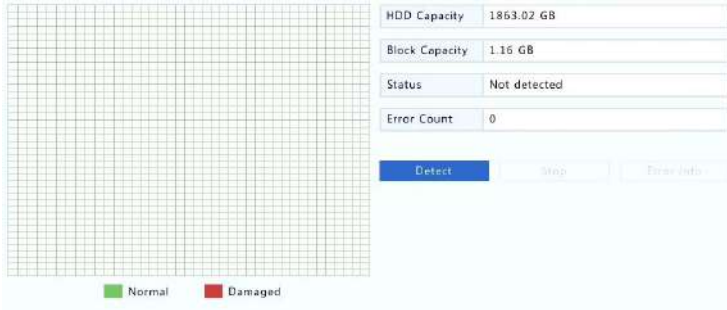 HDD Capacity 1863.02 GB
Block Capacity 1.16 GB
Status Not detected
Error Count 0
Detect Stop Error Info
Normal Damaged